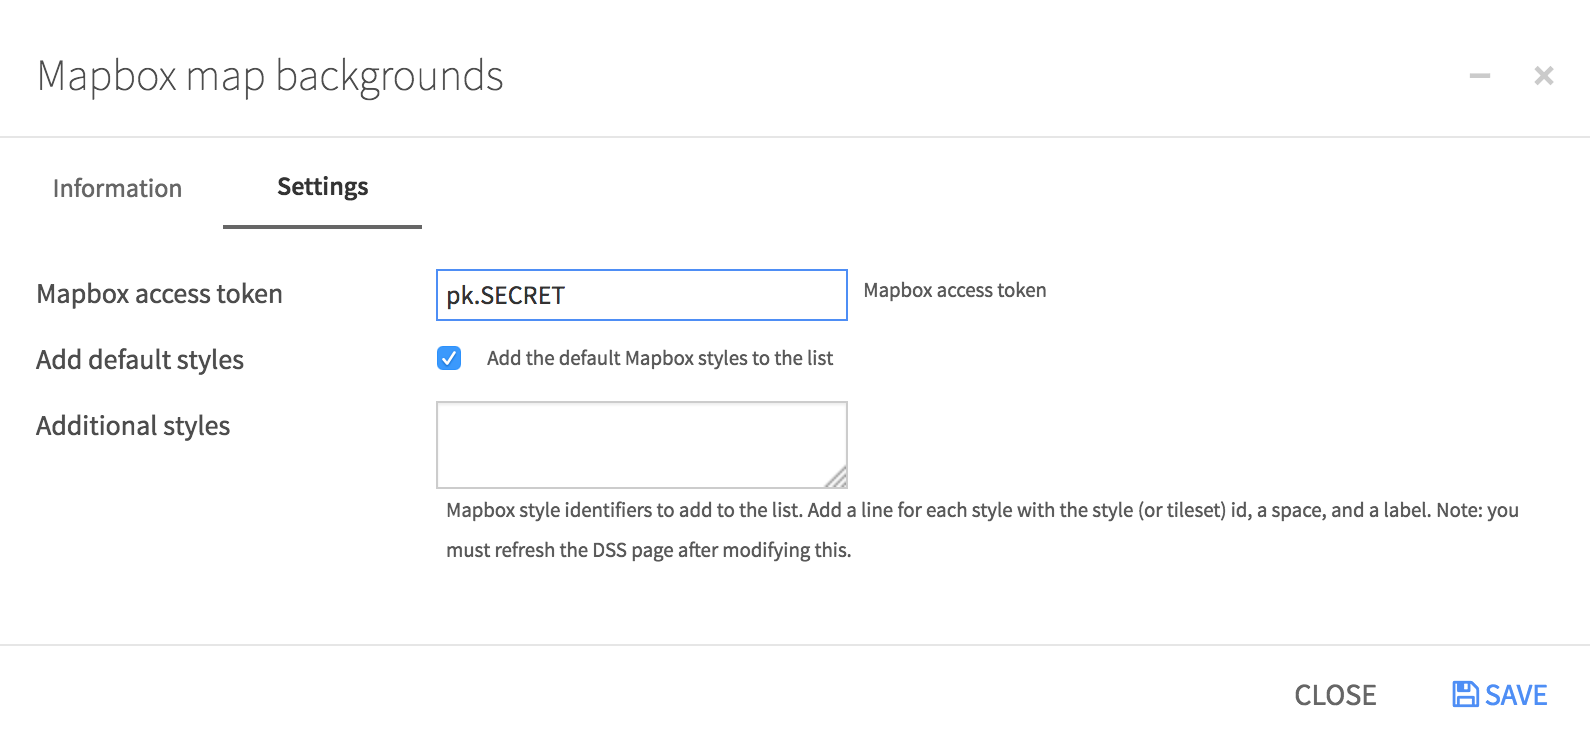 Mapbox map backgrounds
Information
Settings
Mapbox access token
pk.SECRET
Mapbox access token
Add default styles
Add the default Mapbox styles to the list
Additional styles
Mapbox style identifiers to add to the list. Add a line for each style with the style (or tileset) id, a space, and a label. Note: you
must refresh the DSS page after modifying this.
CLOSE
SAVE